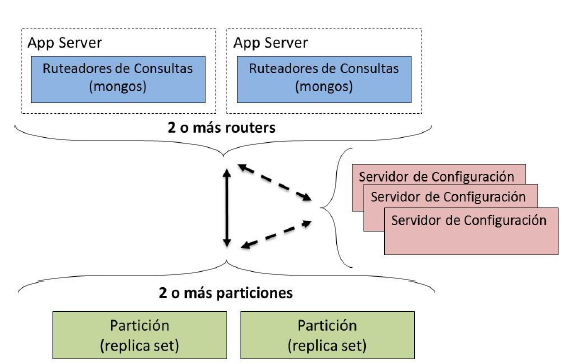 App Server
App Server
Ruteadores de Consultas
(mongos)
Ruteadores de Consultas
(mongos)
2 o más routers
Servidor de Configuración
Servidor de Configuración
Servidor de Configuración
2 o más particiones
Partición
(replica set)
Partición
(replica set)